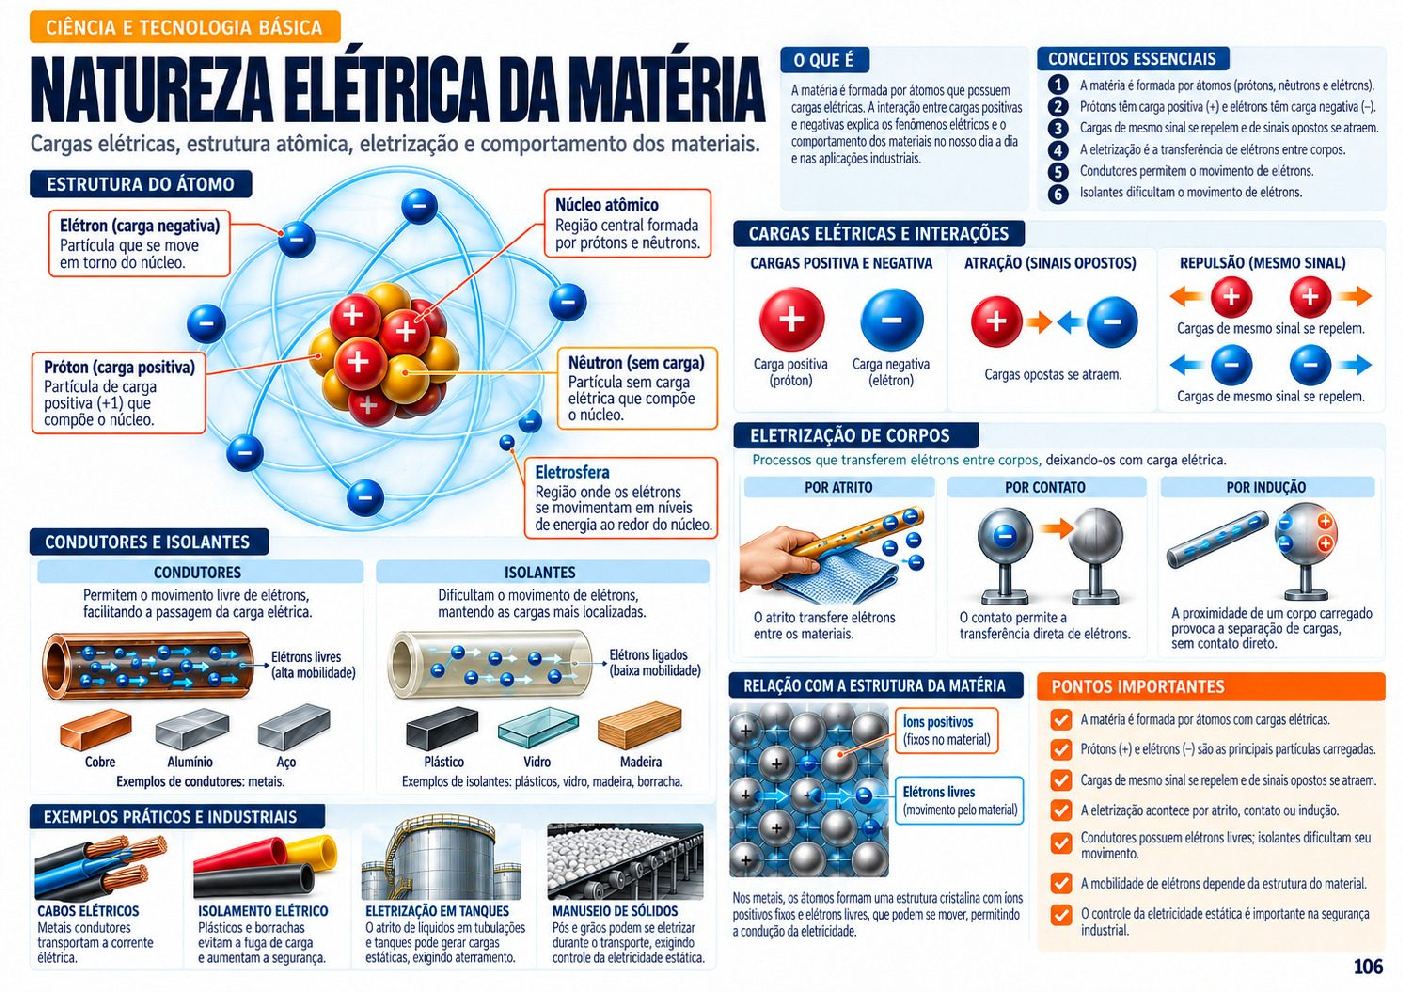 CIÊNCIA E TECNOLOGIA BÁSICA
NATUREZA ELÉTRICA DA MATÉRIA
Cargas elétricas, estrutura atômica, eletrização e comportamento dos materiais.
O QUE É
A matéria é formada por átomos que possuem
cargas elétricas. A interação entre cargas positivas
e negativas explica os fenômenos elétricos e o
comportamento dos materiais no nosso dia a dia
e nas aplicações industriais.
CONCEITOS ESSENCIAIS
1 A matéria é formada por átomos (prótons, nêutrons e elétrons).
2 Prótons têm carga positiva (+) e elétrons têm carga negativa (−).
3 Cargas de mesmo sinal se repelem e de sinais opostos se atraem.
4 A eletrização é a transferência de elétrons entre corpos.
5 Condutores permitem o movimento de elétrons.
6 Isolantes dificultam o movimento de elétrons.
ESTRUTURA DO ÁTOMO
Elétron (carga negativa)
Partícula que se move
em torno do núcleo.
Núcleo atômico
Região central formada
por prótons e nêutrons.
Próton (carga positiva)
Partícula de carga
positiva (+1) que
compõe o núcleo.
Nêutron (sem carga)
Partícula sem carga
elétrica que compõe
o núcleo.
Eletrosfera
Região onde os elétrons
se movimentam em níveis
de energia ao redor do núcleo.
CARGAS ELÉTRICAS E INTERAÇÕES
CARGAS POSITIVA E NEGATIVA
Carga positiva
(próton)
Carga negativa
(elétron)
ATRAÇÃO (SINAIS OPOSTOS)
Cargas opostas se atraem.
REPULSÃO (MESMO SINAL)
Cargas de mesmo sinal se repelem.
Cargas de mesmo sinal se repelem.
ELETRIZAÇÃO DE CORPOS
Processos que transferem elétrons entre corpos, deixando-os com carga elétrica.
POR ATRITO
O atrito transfere elétrons
entre os materiais.
POR CONTATO
O contato permite a
transferência direta de elétrons.
POR INDUÇÃO
A proximidade de um corpo carregado
provoca a separação de cargas,
sem contato direto.
CONDUTORES E ISOLANTES
CONDUTORES
Permitem o movimento livre de elétrons,
facilitando a passagem da carga elétrica.
Elétrons livres
(alta mobilidade)
Cobre
Alumínio
Aço
Exemplos de condutores: metais.
ISOLANTES
Dificultam o movimento de elétrons,
mantendo as cargas mais localizadas.
Elétrons ligados
(baixa mobilidade)
Plástico
Vidro
Madeira
Exemplos de isolantes: plásticos, vidro, madeira, borracha.
RELAÇÃO COM A ESTRUTURA DA MATÉRIA
Íons positivos
(fixos no material)
Elétrons livres
(movimento pelo material)
Nos metais, os átomos formam uma estrutura cristalina com íons
positivos fixos e elétrons livres, que podem se mover, permitindo
a condução da eletricidade.
PONTOS IMPORTANTES
A matéria é formada por átomos com cargas elétricas.
Prótons (+) e elétrons (−) são as principais partículas carregadas.
Cargas de mesmo sinal se repelem e de sinais opostos se atraem.
A eletrização acontece por atrito, contato ou indução.
Condutores possuem elétrons livres; isolantes dificultam seu
movimento.
A mobilidade de elétrons depende da estrutura do material.
O controle da eletricidade estática é importante na segurança
industrial.
EXEMPLOS PRÁTICOS E INDUSTRIAIS
CABOS ELÉTRICOS
Metais condutores
transportam a corrente
elétrica.
ISOLAMENTO ELÉTRICO
Plásticos e borrachas
evitam a fuga de carga
e aumentam a segurança.
ELETRIZAÇÃO EM TANQUES
O atrito de líquidos em tubulações
e tanques pode gerar cargas
estáticas, exigindo aterramento.
MANUSEIO DE SÓLIDOS
Pós e grãos podem se eletrizar
durante o transporte, exigindo
controle da eletricidade estática.
106